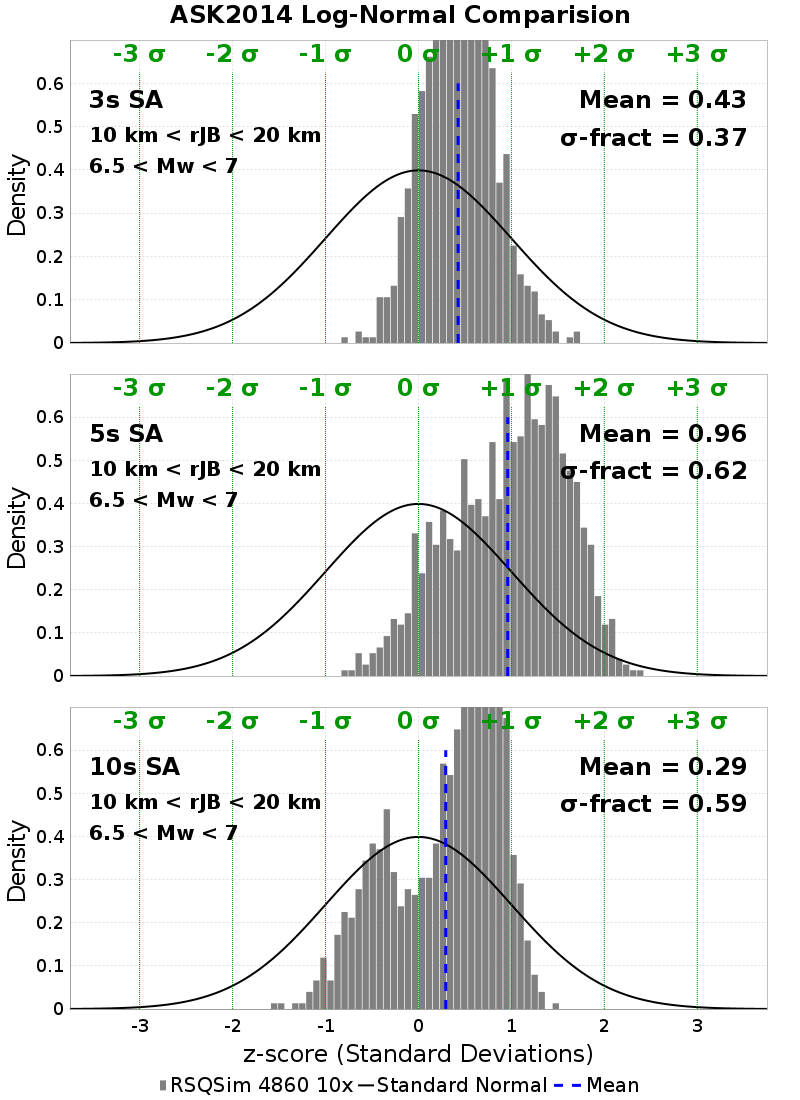 ASK2014 Log-Normal Comparision
-3 σ -2 σ -1 σ 0 σ +1 σ +2 σ +3 σ
3s SA
10 km < rJB < 20 km
6.5 < Mw < 7
Mean = 0.43
σ-fract = 0.37
0.6
0.5
0.4
0.3
0.2
0.1
0
Density
-3 σ -2 σ -1 σ 0 σ +1 σ +2 σ +3 σ
5s SA
10 km < rJB < 20 km
6.5 < Mw < 7
Mean = 0.96
σ-fract = 0.62
0.6
0.5
0.4
0.3
0.2
0.1
0
Density
-3 σ -2 σ -1 σ 0 σ +1 σ +2 σ +3 σ
10s SA
10 km < rJB < 20 km
6.5 < Mw < 7
Mean = 0.29
σ-fract = 0.59
0.6
0.5
0.4
0.3
0.2
0.1
0
Density
-3 -2 -1 0 1 2 3
z-score (Standard Deviations)
RSQSim 4860 10x Standard Normal Mean